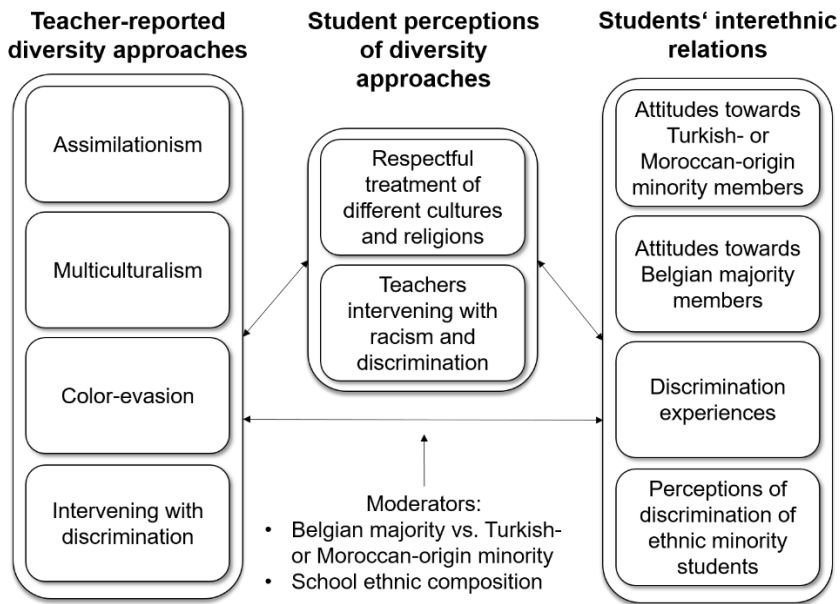 Teacher-reported
diversity approaches
Assimilationism
Multiculturalism
Color-evasion
Intervening with
discrimination
Student perceptions
of diversity
approaches
Respectful
treatment of
different cultures
and religions
Teachers
intervening with
racism and
discrimination
Moderators:
• Belgian majority vs. Turkish-
or Moroccan-origin minority
• School ethnic composition
Students‘ interethnic
relations
Attitudes towards
Turkish- or
Moroccan-origin
minority members
Attitudes towards
Belgian majority
members
Discrimination
experiences
Perceptions of
discrimination of
ethnic minority
students